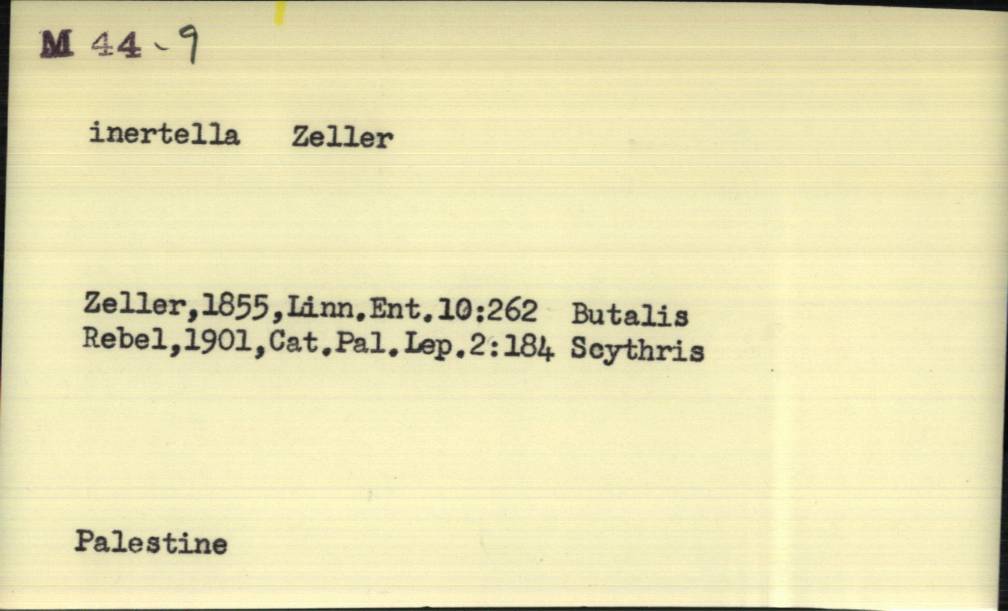 M 44-9
inertella Zeller
Zeller,1855,Linn.Ent.10:262 Butalis
Rebel,1901,Cat.Pal.Lep.2:184 Scythris
Palestine